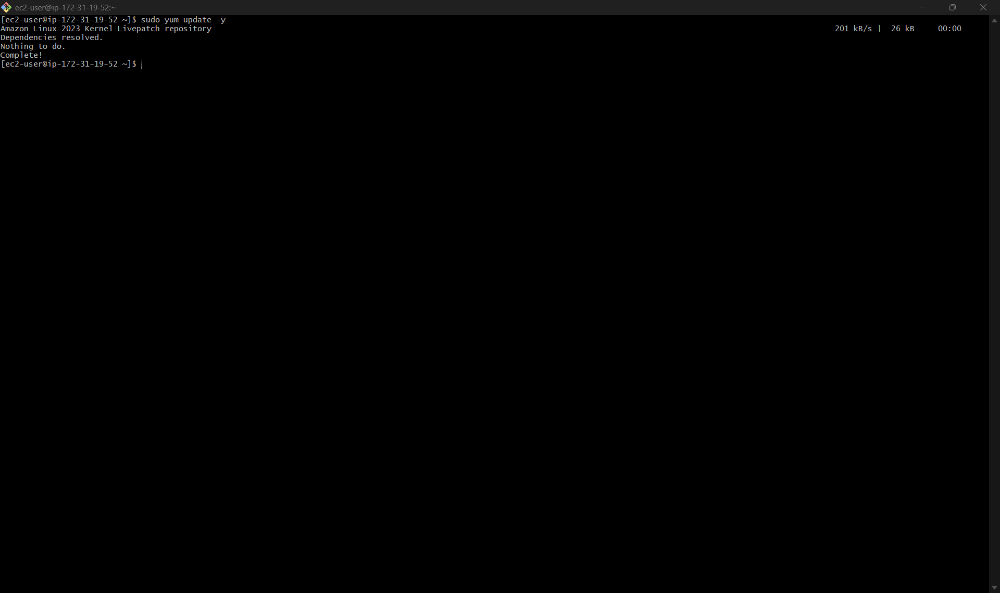 ec2-user@ip-172-31-19-52:~
[ec2-user@ip-172-31-19-52 ~]$ sudo yum update -y
Amazon Linux 2023 Kernel Livepatch repository 201 kB/s | 26 kB 00:00
Dependencies resolved.
Nothing to do.
Complete!
[ec2-user@ip-172-31-19-52 ~]$